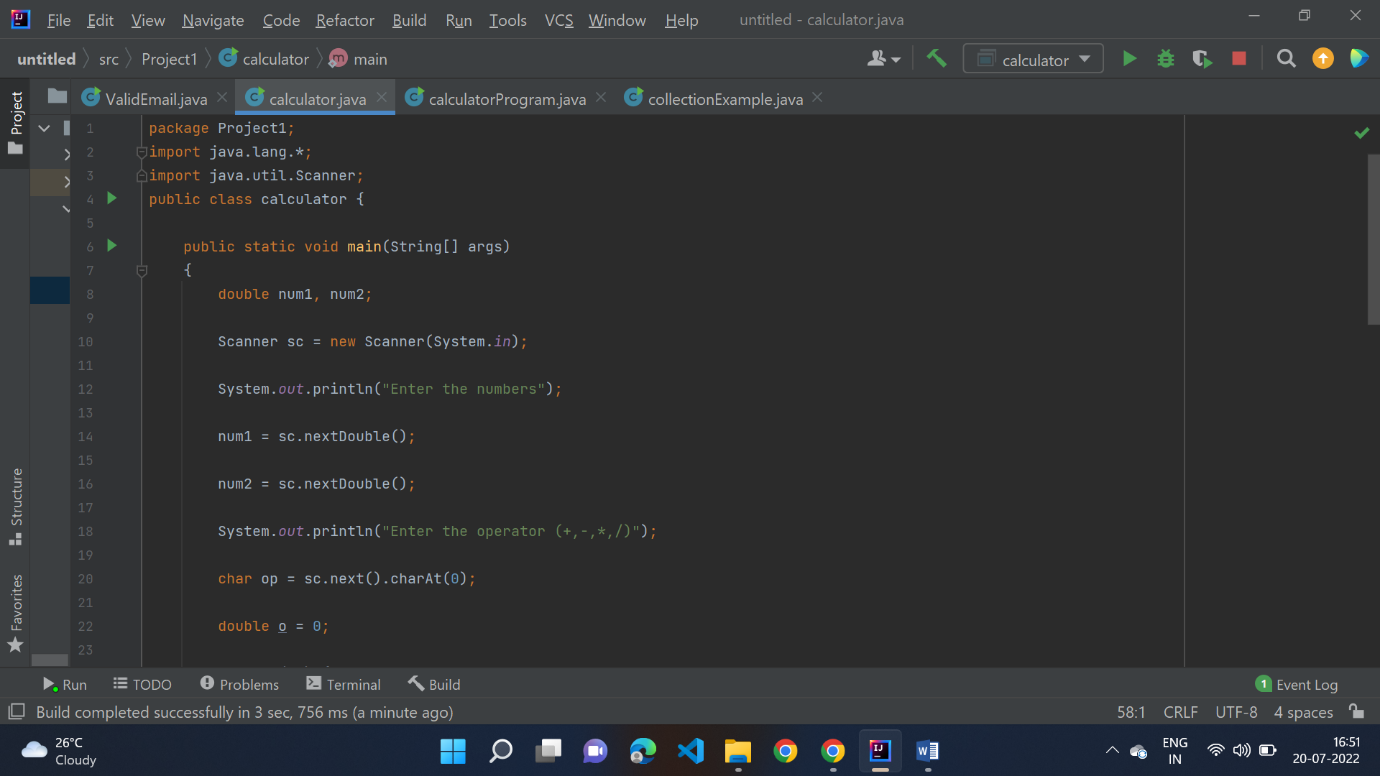 File Edit View Navigate Code Refactor Build Run Tools VCS Window Help untitled - calculator.java
untitled src Project1 calculator main calculator
ValidEmail.java calculator.java calculatorProgram.java collectionExample.java
Project
Structure
Favorites
1 package Project1;
2 import java.lang.*;
3 import java.util.Scanner;
4 public class calculator {
5
6 public static void main(String[] args)
7 {
8 double num1, num2;
9
10 Scanner sc = new Scanner(System.in);
11
12 System.out.println("Enter the numbers");
13
14 num1 = sc.nextDouble();
15
16 num2 = sc.nextDouble();
17
18 System.out.println("Enter the operator (+,-,*,/)");
19
20 char op = sc.next().charAt(0);
21
22 double o = 0;
23
Run TODO Problems Terminal Build 1 Event Log
Build completed successfully in 3 sec, 756 ms (a minute ago) 58:1 CRLF UTF-8 4 spaces
26°C
Cloudy
ENG
IN
16:51
20-07-2022